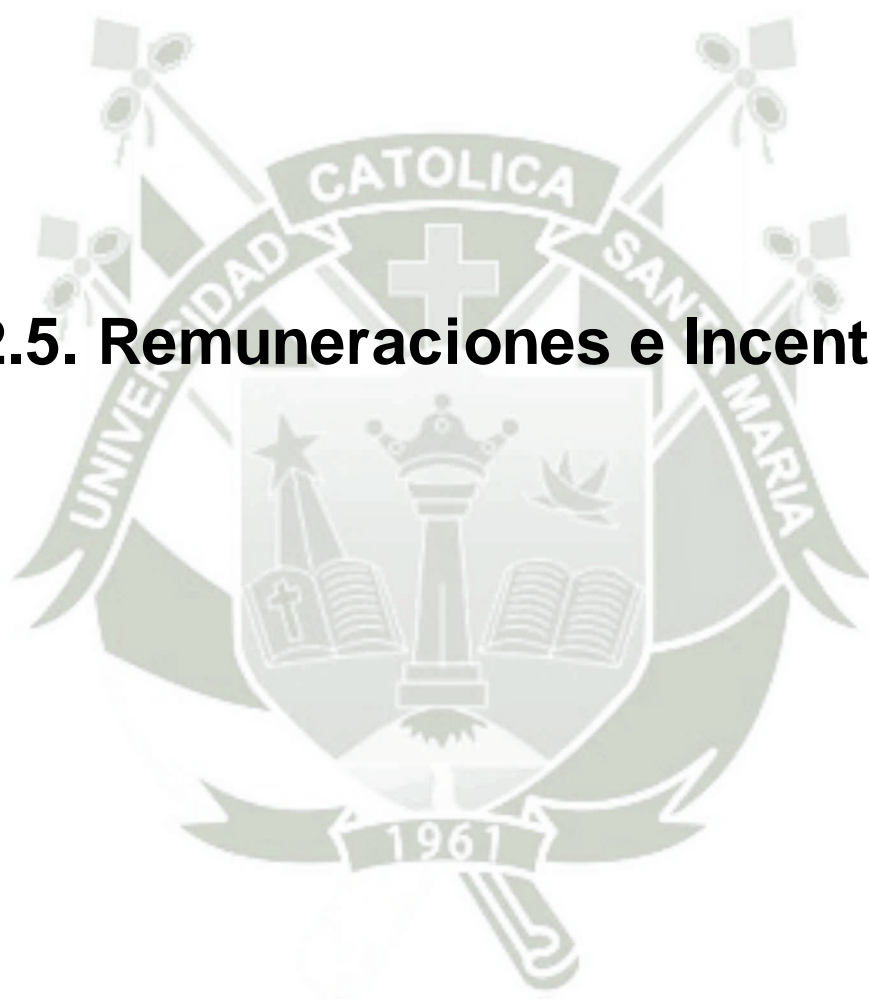 CATOLICA
UNIVERSIDAD
SANTA MARIA
2.5. Remuneraciones e Incent
1961